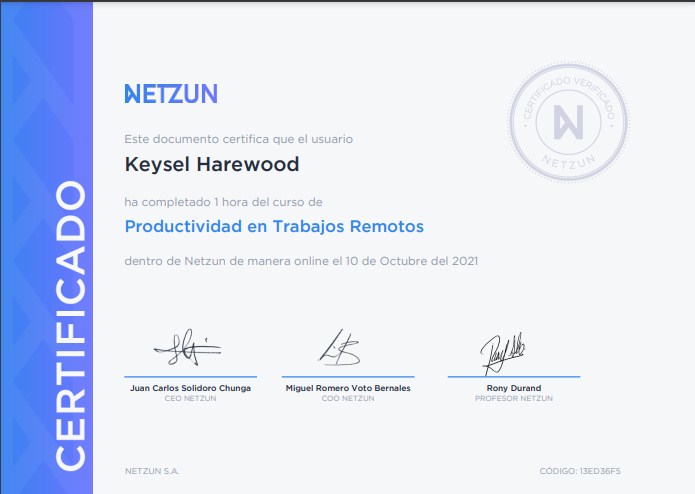 CERTIFICADO
NETZUN
CERTIFICADO VERIFICADO
N
NETZUN
Este documento certifica que el usuario
Keysel Harewood
ha completado 1 hora del curso de
Productividad en Trabajos Remotos
dentro de Netzun de manera online el 10 de Octubre del 2021
Juan Carlos Solidoro Chunga
CEO NETZUN
Miguel Romero Voto Bernales
COO NETZUN
Rony Durand
PROFESOR NETZUN
NETZUN S.A.
CÓDIGO: 13ED36F5